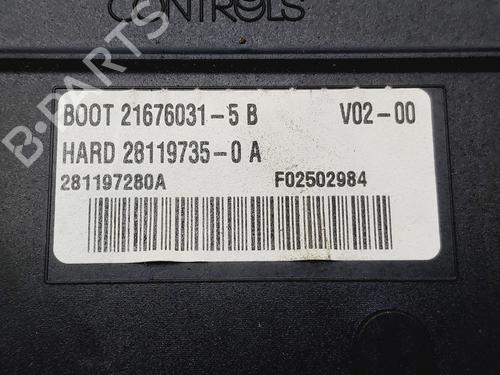 CONTROLS
B-PARTS
BOOT 21676031-5 B V02-00
HARD 28119735-0 A
281197280A F02502984